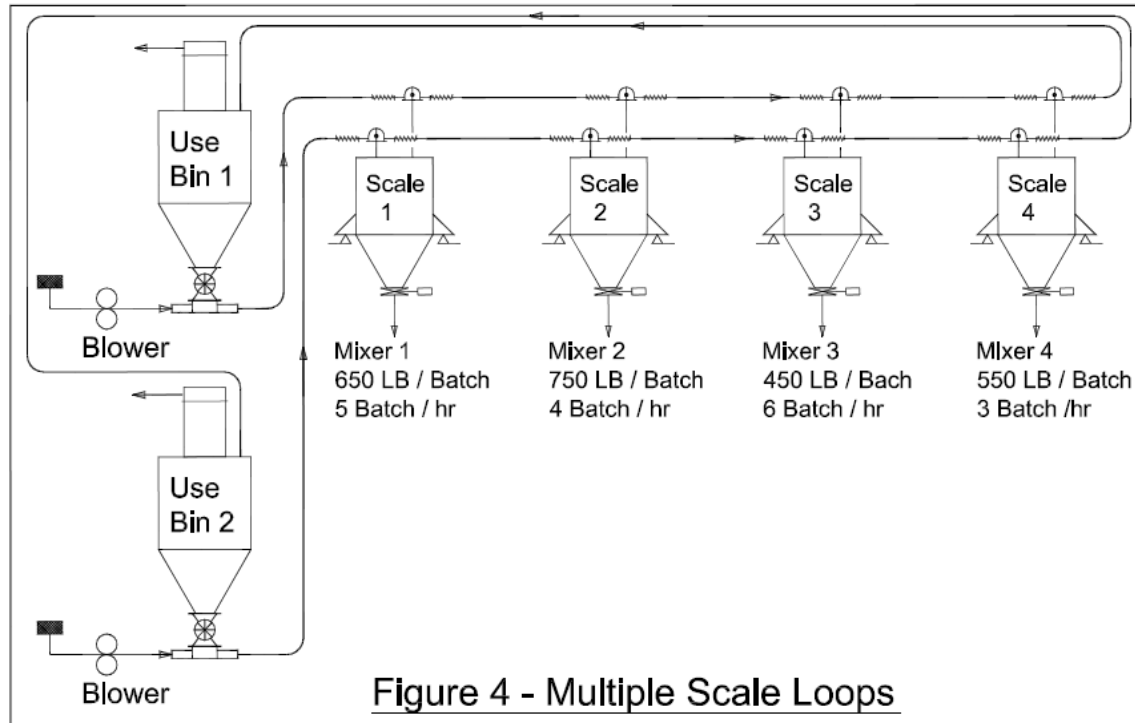 Use
Bin 1
Scale
1
Scale
2
Scale
3
Scale
4
Blower
Mixer 1
650 LB / Batch
5 Batch / hr
Mixer 2
750 LB / Batch
4 Batch / hr
Mixer 3
450 LB / Bach
6 Batch / hr
MIxer 4
550 LB / Batch
3 Batch /hr
Use
Bin 2
Blower
Figure 4 - Multiple Scale Loops